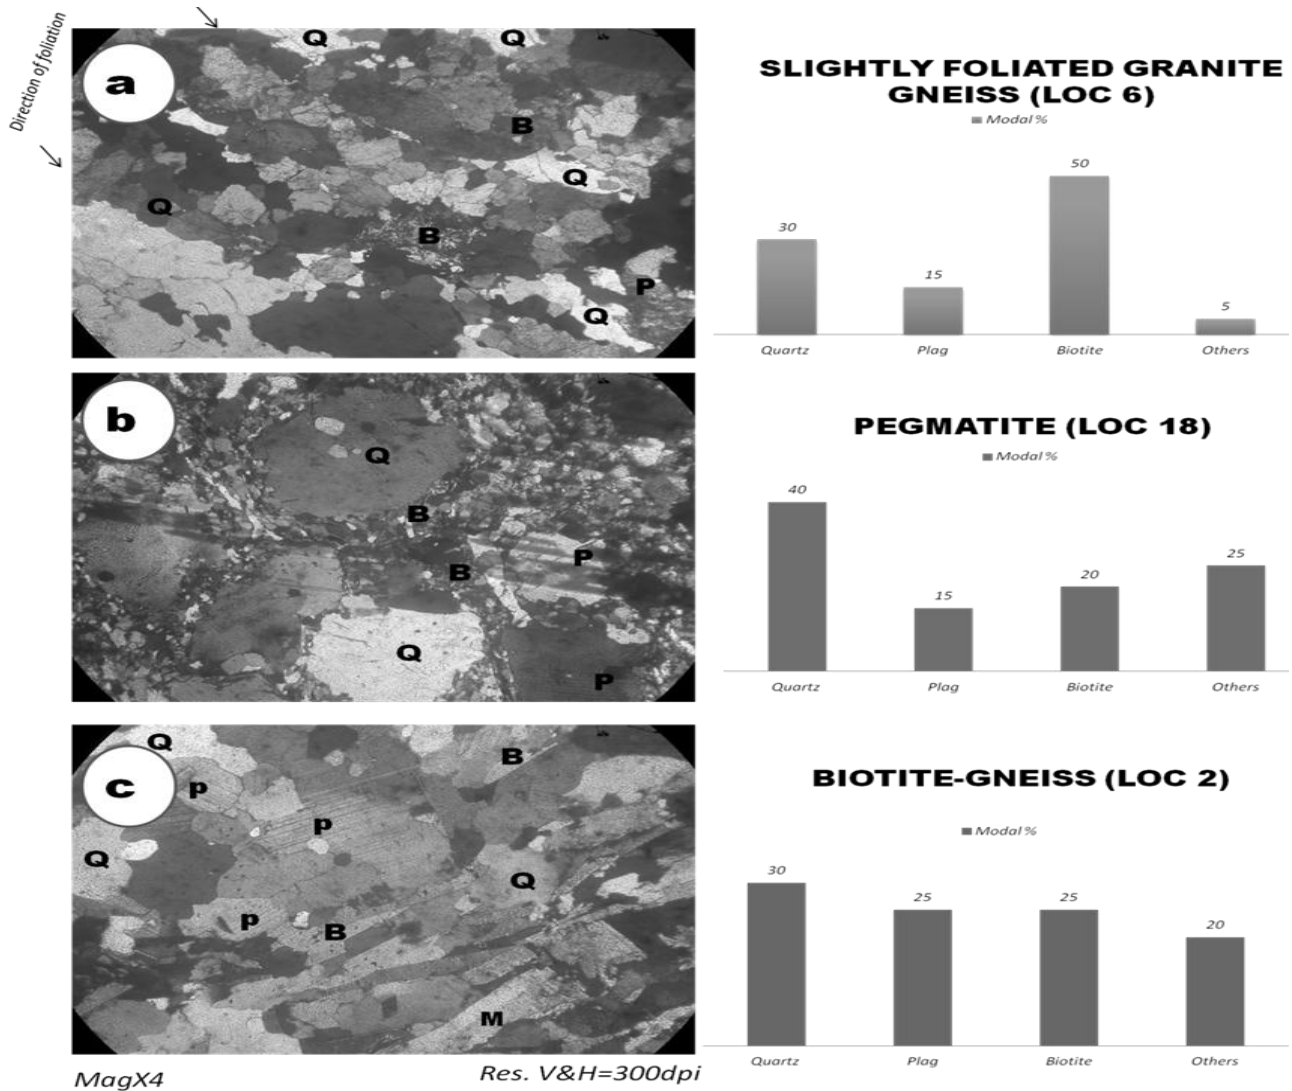 Direction of foliation
a
Q
Q
B
Q
Q
B
P
Q
SLIGHTLY FOLIATED GRANITE
GNEISS (LOC 6)
Modal %
30
15
50
5
Quartz
Plag
Biotite
Others
b
Q
B
P
B
Q
P
PEGMATITE (LOC 18)
Modal %
40
15
20
25
Quartz
Plag
Biotite
Others
c
Q
B
p
p
Q
Q
p
B
M
BIOTITE-GNEISS (LOC 2)
Modal %
30
25
25
20
Quartz
Plag
Biotite
Others
MagX4
Res. V&H=300dpi